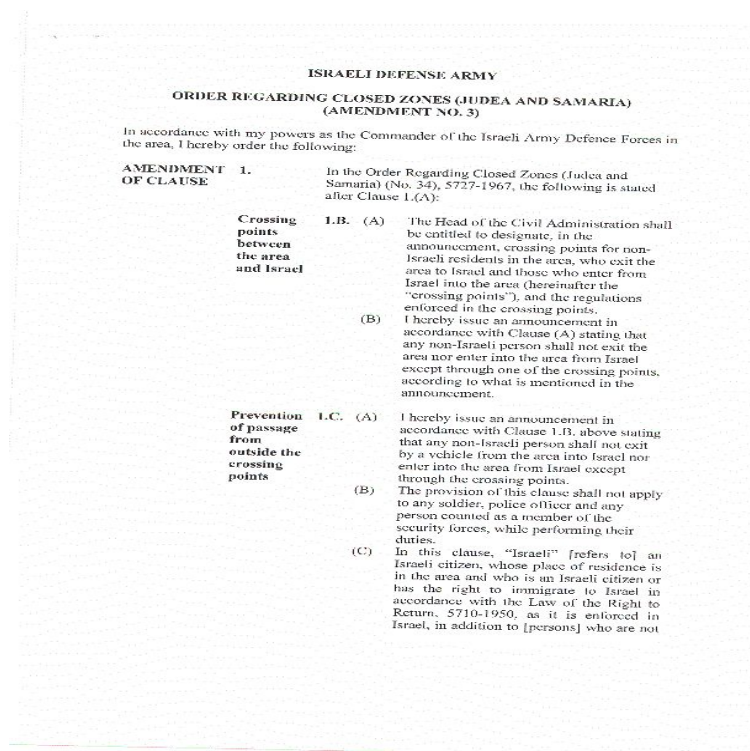 ISRAELI DEFENSE ARMY
ORDER REGARDING CLOSED ZONES (JUDEA AND SAMARIA)
(AMENDMENT NO. 3)
In accordance with my powers as the Commander of the Israeli Army Defence Forces in
the area, I hereby order the following:
AMENDMENT 1. In the Order Regarding Closed Zones (Judea and
OF CLAUSE Samaria) (No. 34), 5727-1967, the following is stated
after Clause 1.(A):
Crossing 1.B. (A) The Head of the Civil Administration shall
points be entitled to designate, in the
between announcement, crossing points for non-
the area Israeli residents in the area, who exit the
and Israel area to Israel and those who enter from
Israel into the area (hereinafter the
"crossing points"), and the regulations
enforced in the crossing points.
(B) I hereby issue an announcement in
accordance with Clause (A) stating that
any non-Israeli person shall not exit the
area nor enter into the area from Israel
except through one of the crossing points,
according to what is mentioned in the
announcement.
Prevention 1.C. (A) I hereby issue an announcement in
of passage accordance with Clause 1.B. above stating
from that any non-Israeli person shall not exit
outside the by a vehicle from the area into Israel nor
crossing enter into the area from Israel except
points through the crossing points.
(B) The provision of this clause shall not apply
to any soldier, police officer and any
person counted as a member of the
security forces, while performing their
duties.
(C) In this clause, "Israeli" [refers to] an
Israeli citizen, whose place of residence is
in the area and who is an Israeli citizen or
has the right to immigrate to Israel in
accordance with the Law of the Right to
Return, 5710-1950, as it is enforced in
Israel, in addition to [persons] who are not